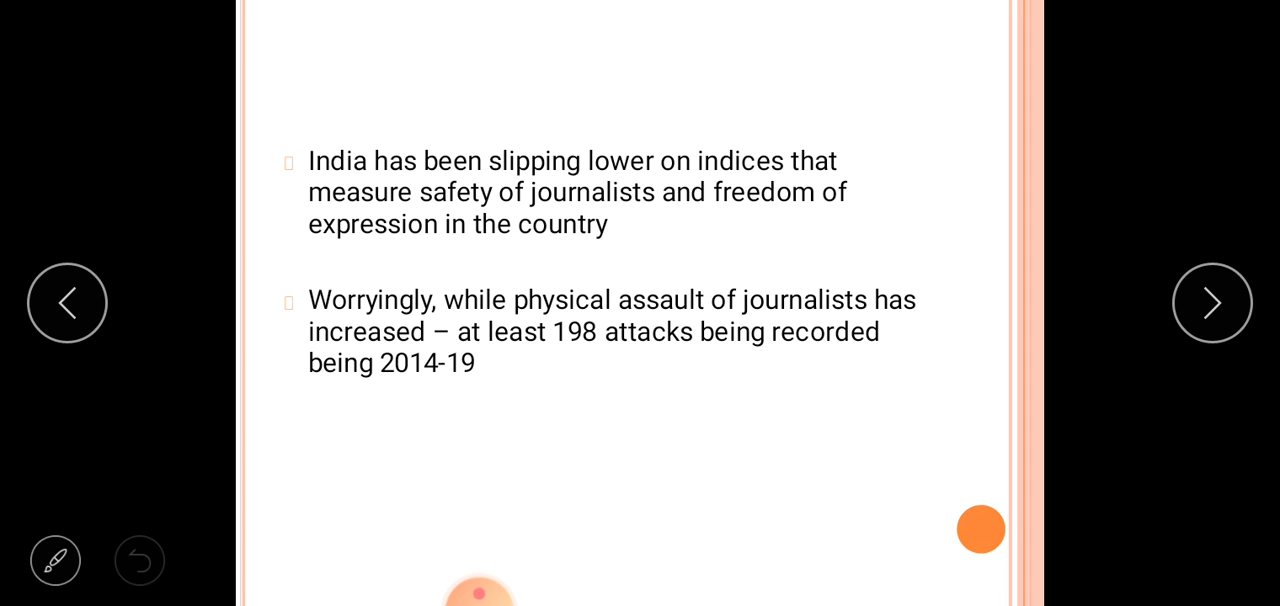 India has been slipping lower on indices that
measure safety of journalists and freedom of
expression in the country
Worryingly, while physical assault of journalists has
increased – at least 198 attacks being recorded
being 2014-19